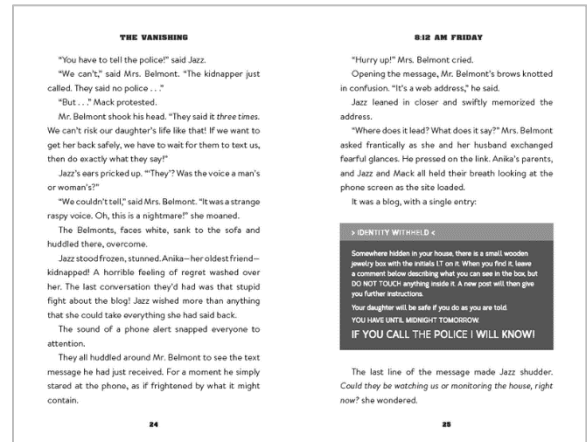 THE VANISHING
"You have to tell the police!" said Jazz.
"We can't," said Mrs. Belmont. "The kidnapper just
called. They said no police . . ."
"But . . ." Mack protested.
Mr. Belmont shook his head. "They said it three times.
We can't risk our daughter's life like that! If we want to
get her back safely, we have to wait for them to text us,
then do exactly what they say!"
Jazz's ears pricked up. "'They'? Was the voice a man's
or woman's?"
"We couldn't tell," said Mrs. Belmont. "It was a strange
raspy voice. Oh, this is a nightmare!" she moaned.
The Belmonts, faces white, sank to the sofa and
huddled there, overcome.
Jazz stood frozen, stunned. Anika—her oldest friend—
kidnapped! A horrible feeling of regret washed over
her. The last conversation they'd had was that stupid
fight about the blog! Jazz wished more than anything
that she could take everything she had said back.
The sound of a phone alert snapped everyone to
attention.
They all huddled around Mr. Belmont to see the text
message he had just received. For a moment he simply
stared at the phone, as if frightened by what it might
contain.
24
8:12 AM FRIDAY
"Hurry up!" Mrs. Belmont cried.
Opening the message, Mr. Belmont's brows knotted
in confusion. "It's a web address," he said.
Jazz leaned in closer and swiftly memorized the
address.
"Where does it lead? What does it say?" Mrs. Belmont
asked frantically as she and her husband exchanged
fearful glances. He pressed on the link. Anika's parents,
and Jazz and Mack all held their breath looking at the
phone screen as the site loaded.
It was a blog, with a single entry:
> IDENTITY WITHHELD <
Somewhere hidden in your house, there is a small wooden
jewelry box with the initials I.T on it. When you find it, leave
a comment below describing what you can see in the box, but
DO NOT TOUCH anything inside it. A new post will then give
you further instructions.
Your daughter will be safe if you do as you are told.
YOU HAVE UNTIL MIDNIGHT TOMORROW.
IF YOU CALL THE POLICE I WILL KNOW!
The last line of the message made Jazz shudder.
Could they be watching us or monitoring the house, right
now? she wondered.
25